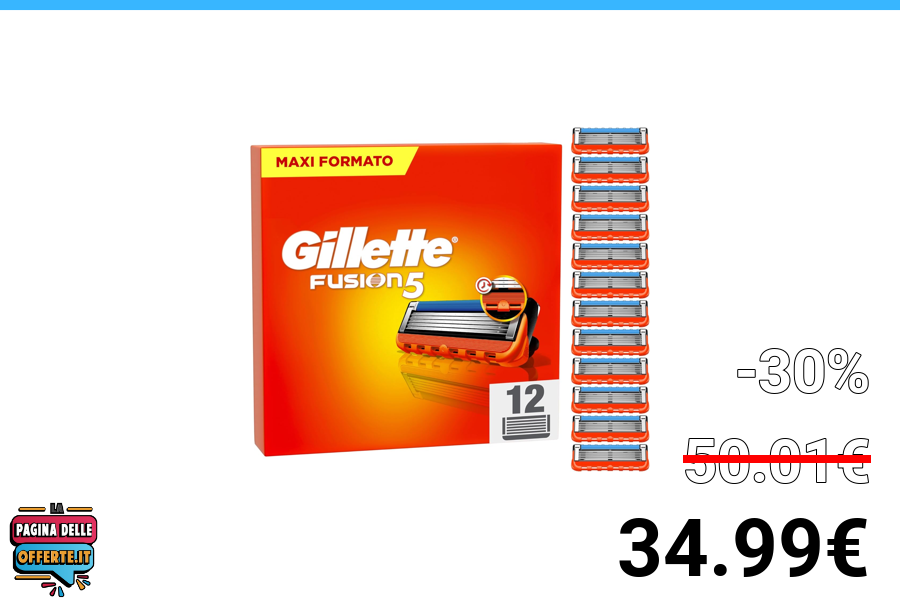 MAXI FORMATO
Gillette®
FUSION5
12
-30%
50.01€
34.99€
LA
PAGINA DELLE
OFFERTE.IT